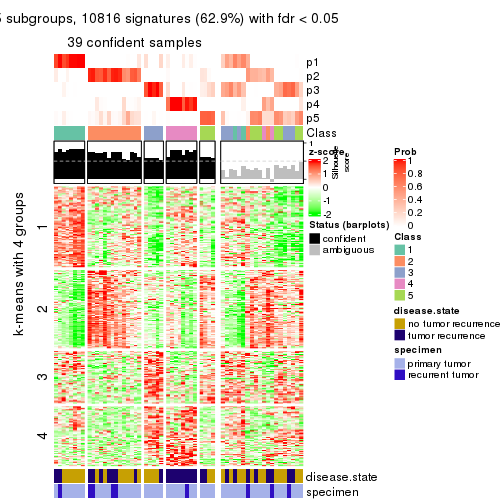 subgroups, 10816 signatures (62.9%) with fdr < 0.05
39 confident samples
p1
p2
p3
p4
p5
Class
1
z-score
2
1
0
-1
-2
Silhouette
score
Status (barplots)
confident
ambiguous
Prob
1
0.8
0.6
0.4
0.2
0
Class
1
2
3
4
5
disease.state
no tumor recurrence
tumor recurrence
specimen
primary tumor
recurrent tumor
k-means with 4 groups
1
2
3
4
disease.state
specimen